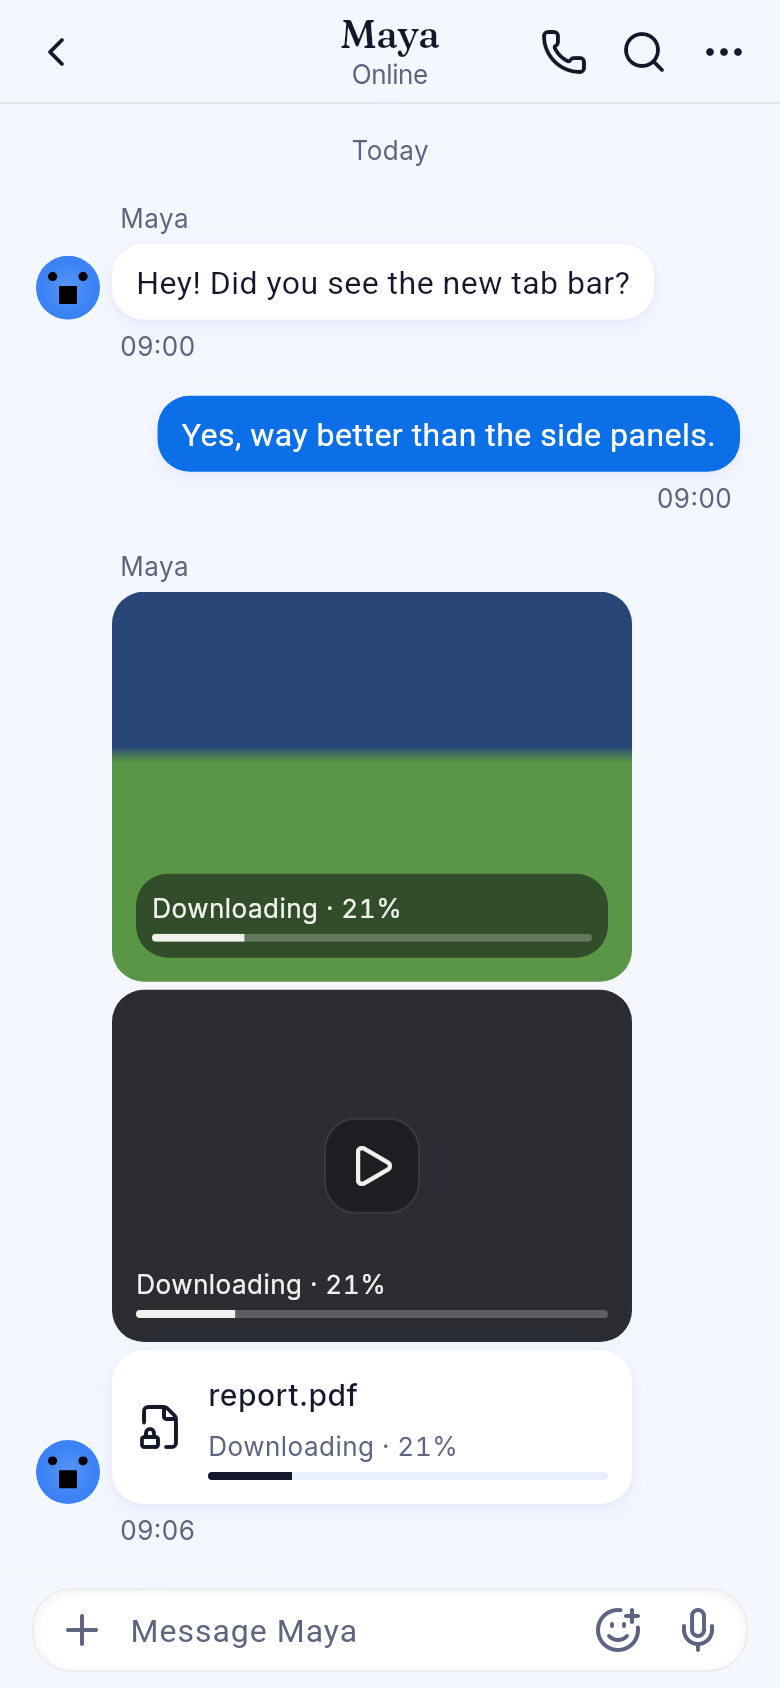 Maya
Online
Today
Maya
Hey! Did you see the new tab bar?
09:00
Yes, way better than the side panels.
09:00
Maya
Downloading · 21%
Downloading · 21%
report.pdf
Downloading · 21%
09:06
Message Maya